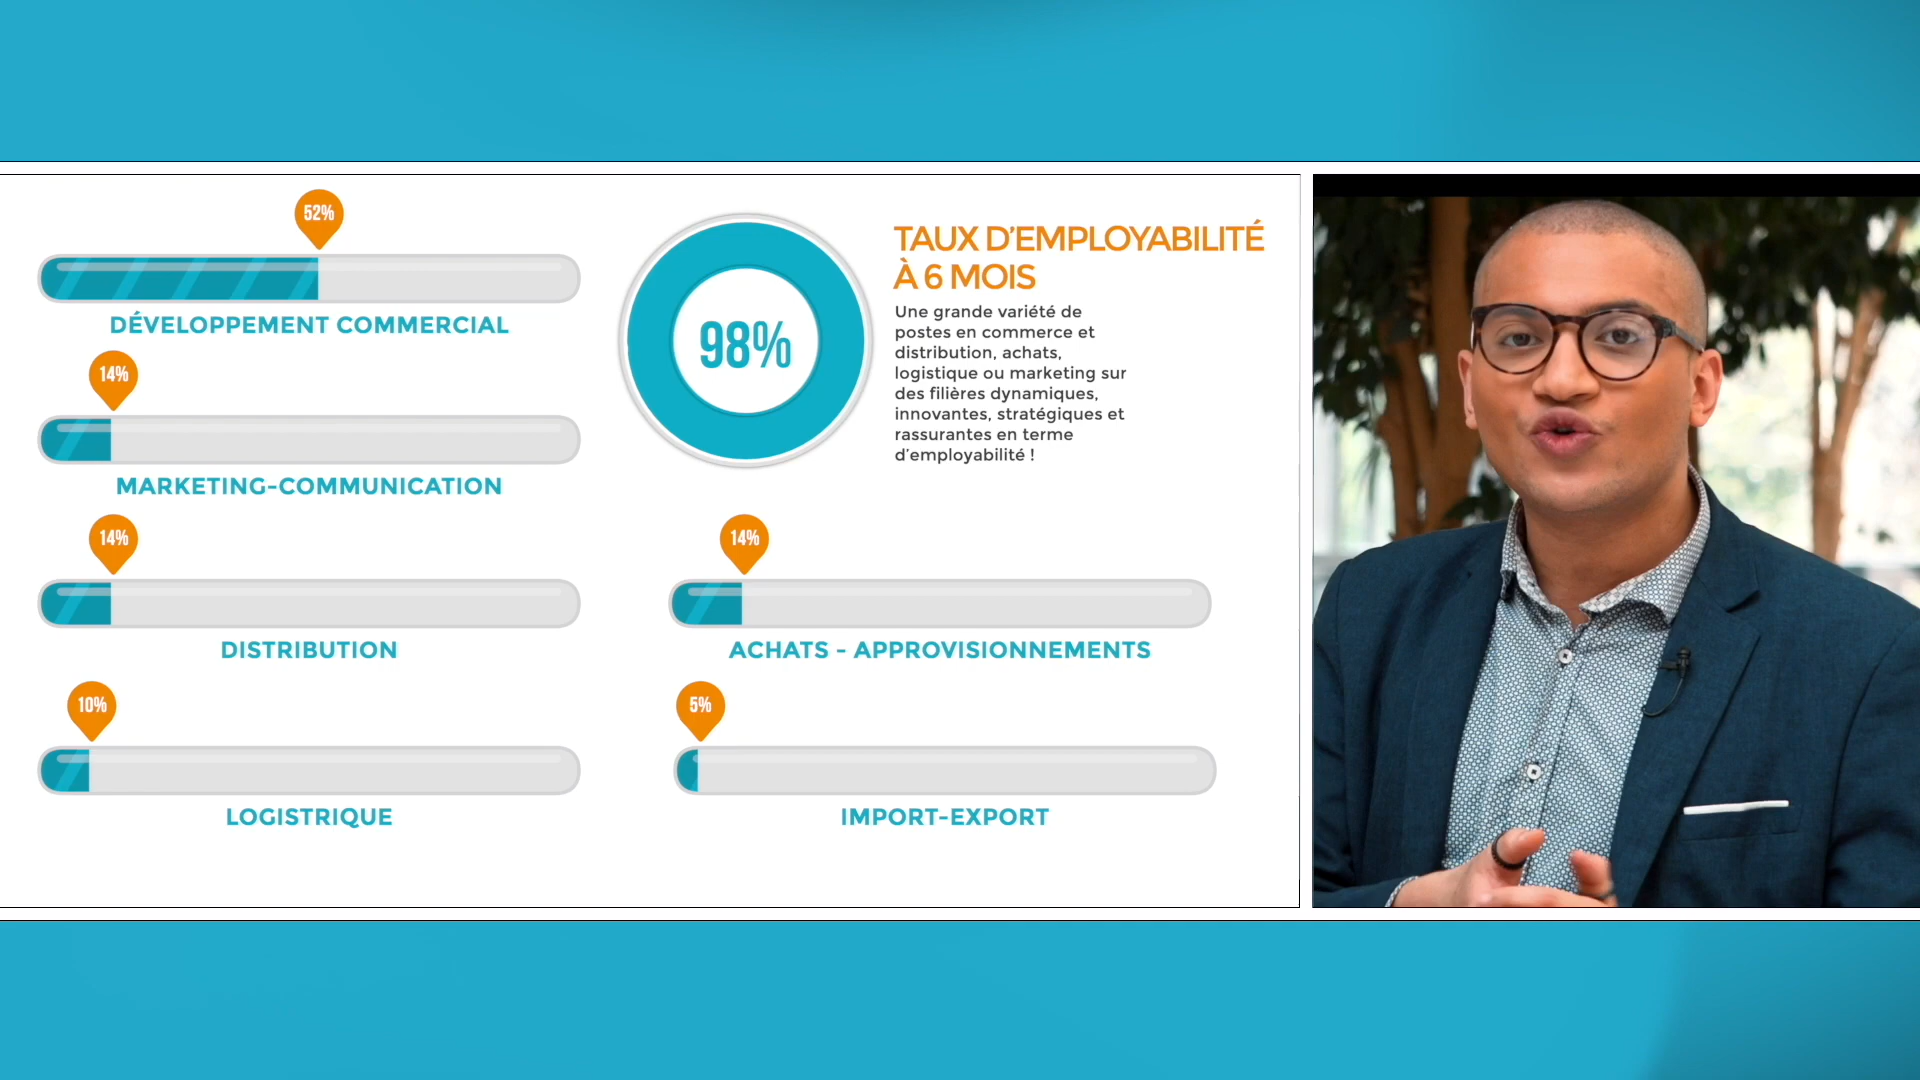 52%
DÉVELOPPEMENT COMMERCIAL
14%
MARKETING-COMMUNICATION
14%
DISTRIBUTION
10%
LOGISTRIQUE
98%
TAUX D'EMPLOYABILITÉ
À 6 MOIS
Une grande variété de
postes en commerce et
distribution, achats,
logistique ou marketing sur
des filières dynamiques,
innovantes, stratégiques et
rassurantes en terme
d'employabilité !
14%
ACHATS - APPROVISIONNEMENTS
5%
IMPORT-EXPORT